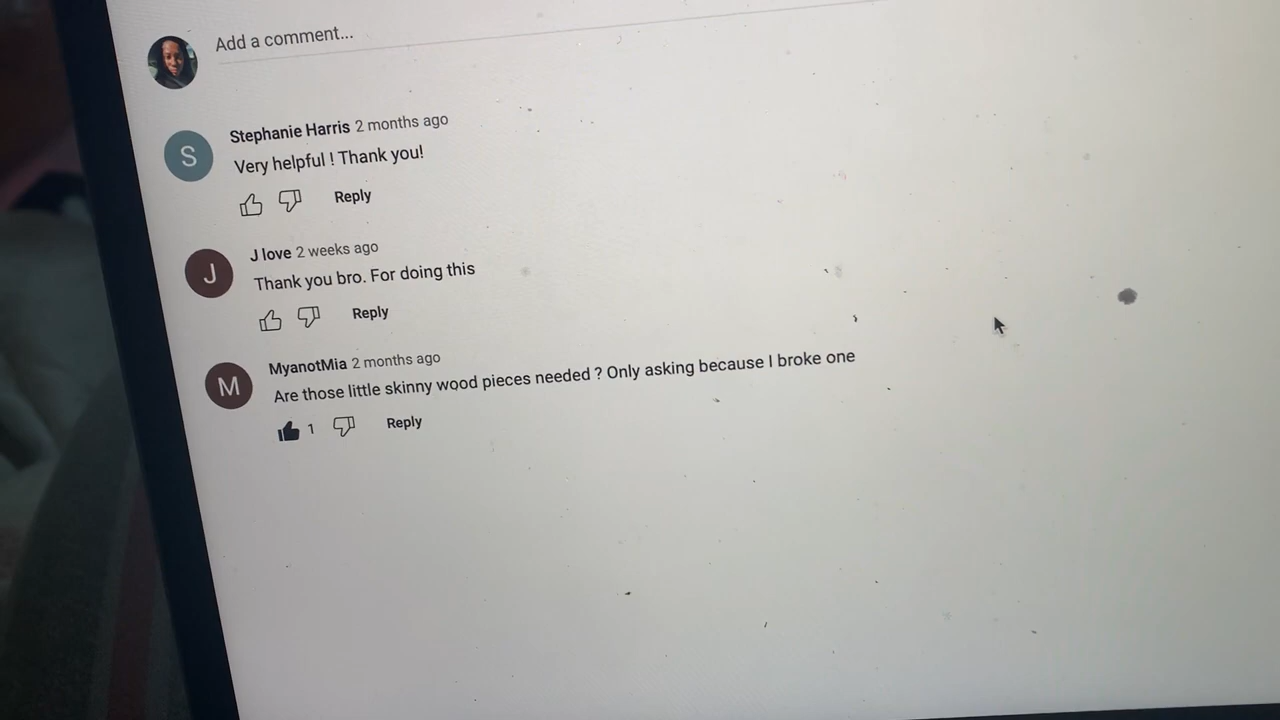 Add a comment...
S
Stephanie Harris 2 months ago
Very helpful ! Thank you!
Reply
J
J love 2 weeks ago
Thank you bro. For doing this
Reply
M
MyanotMia 2 months ago
Are those little skinny wood pieces needed ? Only asking because I broke one
1 Reply